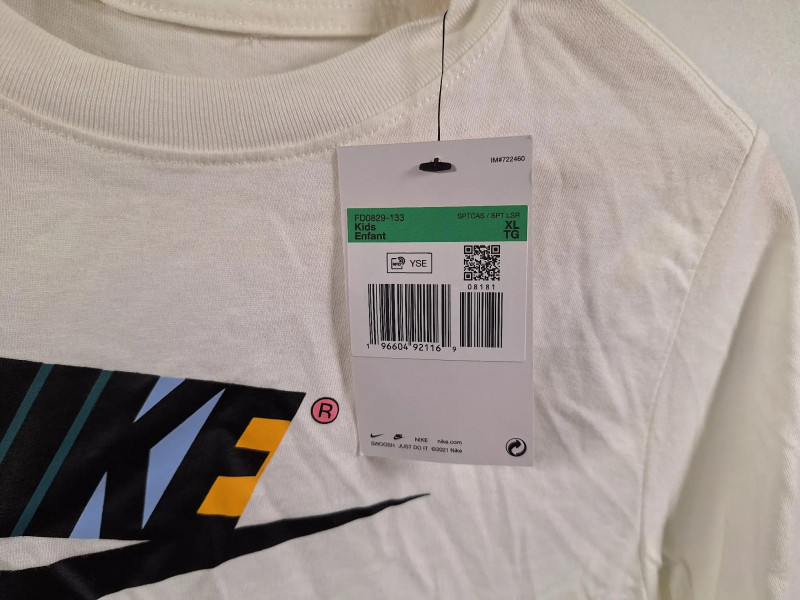 IM#722460
FD0829-133 SPTCAS / SPT LSR
Kids XL
Enfant TG
YSE
08181
1 96604 92116 9
NIKE
®
NIKE nike.com
SWOOSH JUST DO IT ©2021 Nike